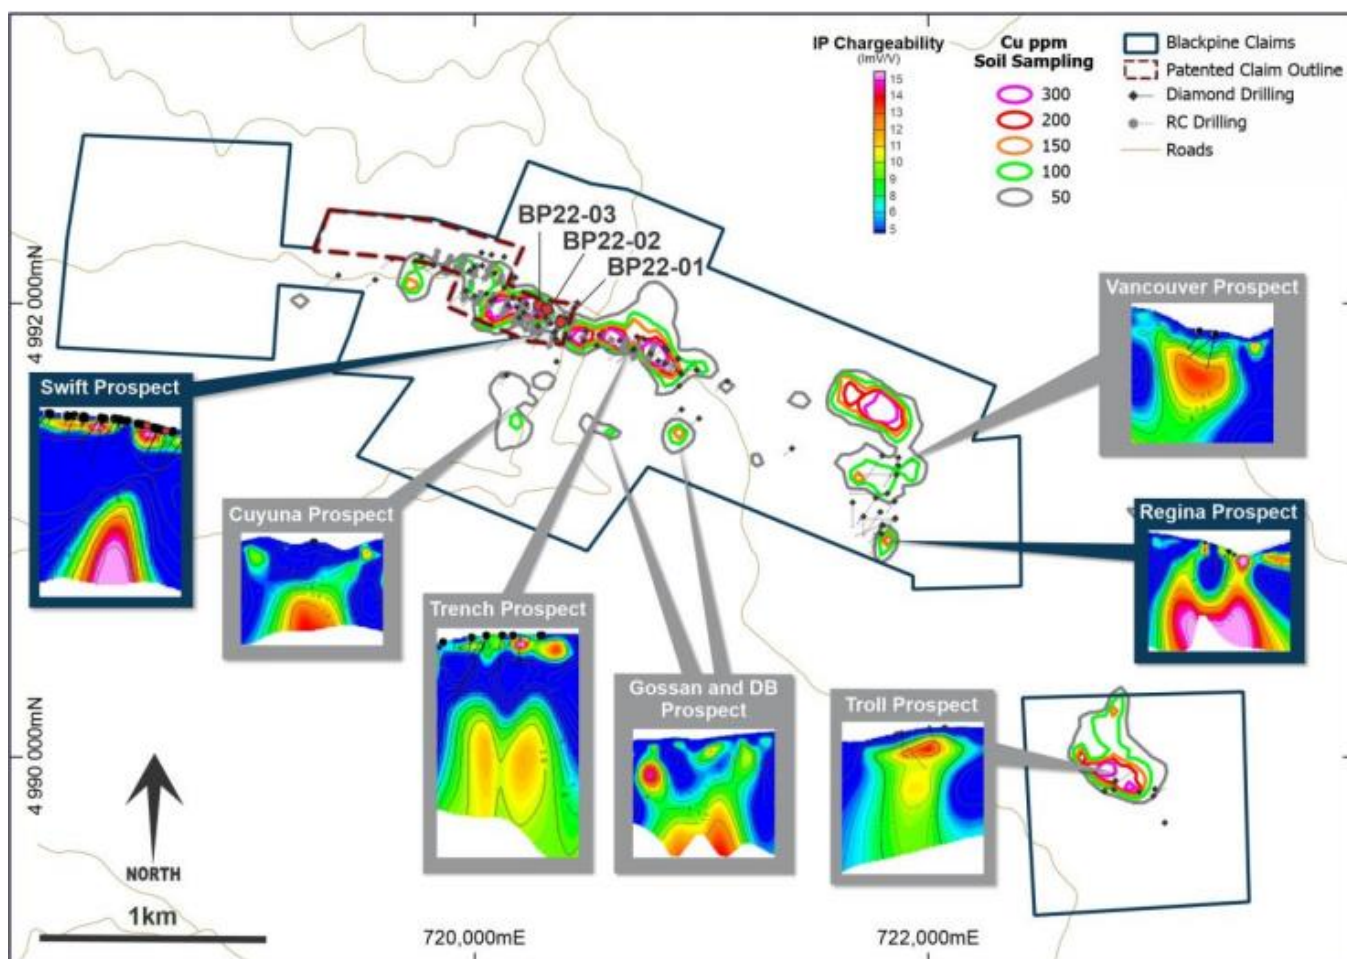 IP Chargeability
(ImV/V)
15
14
13
12
11
10
9
8
6
5
Cu ppm
Soil Sampling
300
200
150
100
50
Blackpine Claims
Patented Claim Outline
Diamond Drilling
RC Drilling
Roads
BP22-03
BP22-02
BP22-01
4 992 000mN
Vancouver Prospect
Swift Prospect
Cuyuna Prospect
Regina Prospect
Trench Prospect
Gossan and DB
Prospect
Troll Prospect
4 990 000mN
NORTH
1km
720,000mE
722,000mE